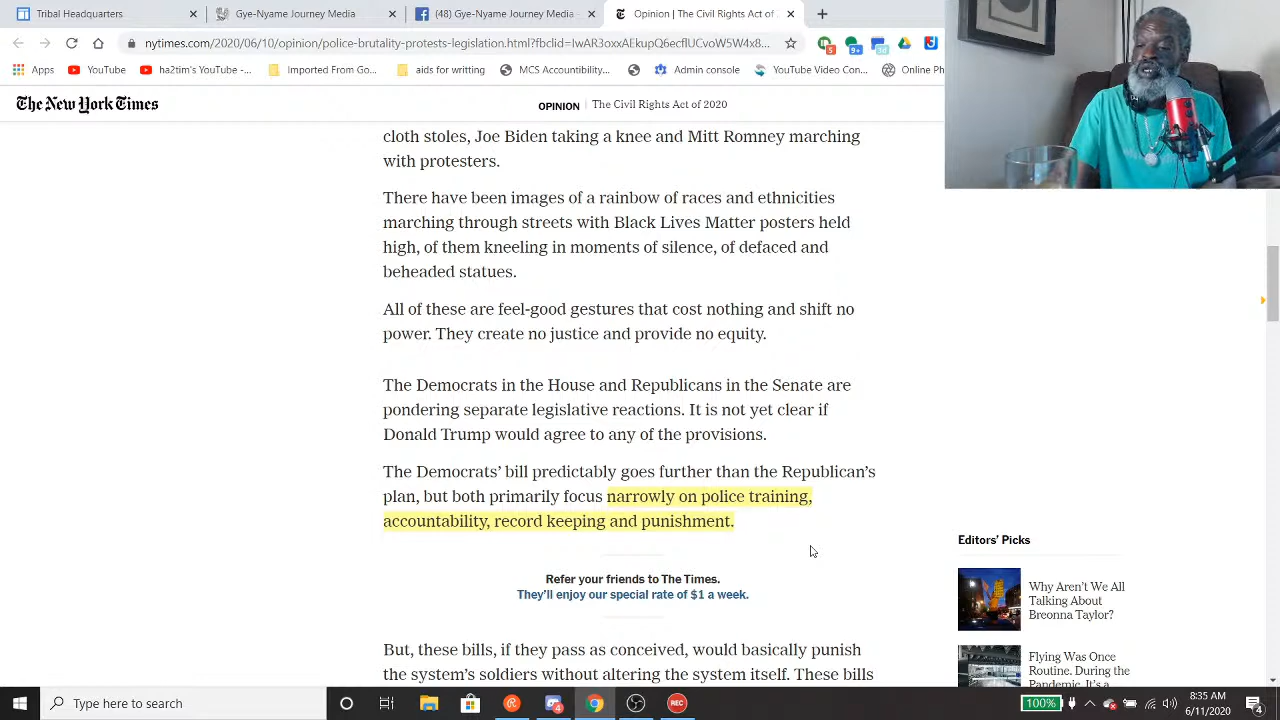 Tribal Headquarters
Gye-Nyame Journey Media
(48) Gye-Nyame Journey Media
Opinion | The Civil Rights Act of
nytimes.com/2020/06/10/opinion/police-brutality-protests-legislation.html?fbclid=IwAR3oxxAEkupQ6ecflUCvoW5W4x8...
5
9+
3d
Apps
YouTube
ha2tim's YouTube -...
Imported From Go...
aids for writing
MCS Accountibility...
Admin console
YouTube Video Con...
Online Ph
The New York Times
OPINION
The Civil Rights Act of 2020
cloth stoles, Joe Biden taking a knee and Mitt Romney marching
with protesters.
There have been images of a rainbow of races and ethnicities
marching through streets with Black Lives Matter posters held
high, of them kneeling in moments of silence, of defaced and
beheaded statues.
All of these are feel-good gestures that cost nothing and shift no
power. They create no justice and provide no equity.
The Democrats in the House and Republicans in the Senate are
pondering separate legislative reactions. It is not yet clear if
Donald Trump would agree to any of the provisions.
The Democrats’ bill predictably goes further than the Republican’s
plan, but both primarily focus narrowly on police training,
accountability, record keeping and punishment.
Refer your friends to The Times.
They’ll enjoy our special rate of $1 a week.
But, these bills, if they pass as conceived, would basically punish
the system’s soldiers without altering the system itself. These bills
Editors’ Picks
Why Aren’t We All
Talking About
Breonna Taylor?
Flying Was Once
Routine. During the
Pandemic, It’s a
Type here to search
REC
100%
8:35 AM
6/11/2020
4